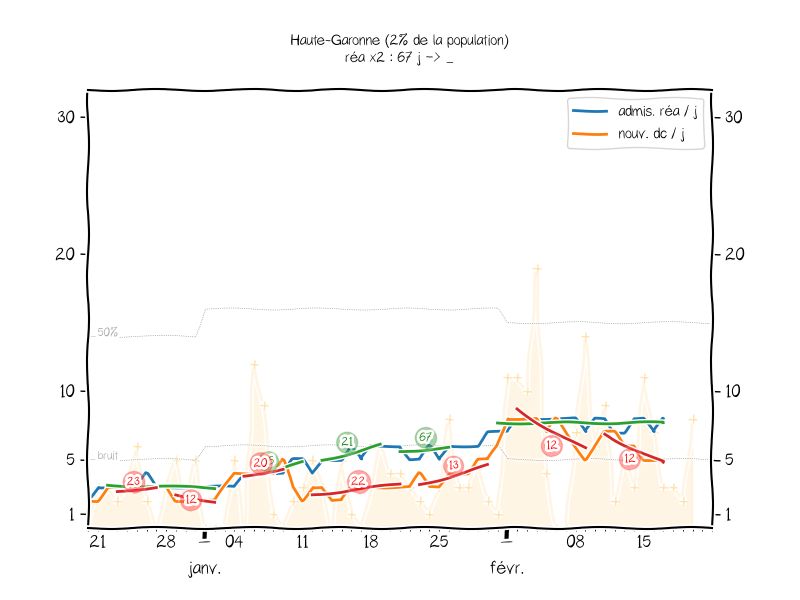 Haute-Garonne (2% de la population)
réa x2 : 67 j -> _
admis. réa / j
nouv. dc / j
30 30
20 20
50%
10 10
bruit
5 5
1 1
23
12
20
21
22
67
13
12
12
21 28 1 04 11 18 25 1 08 15
janv. févr.